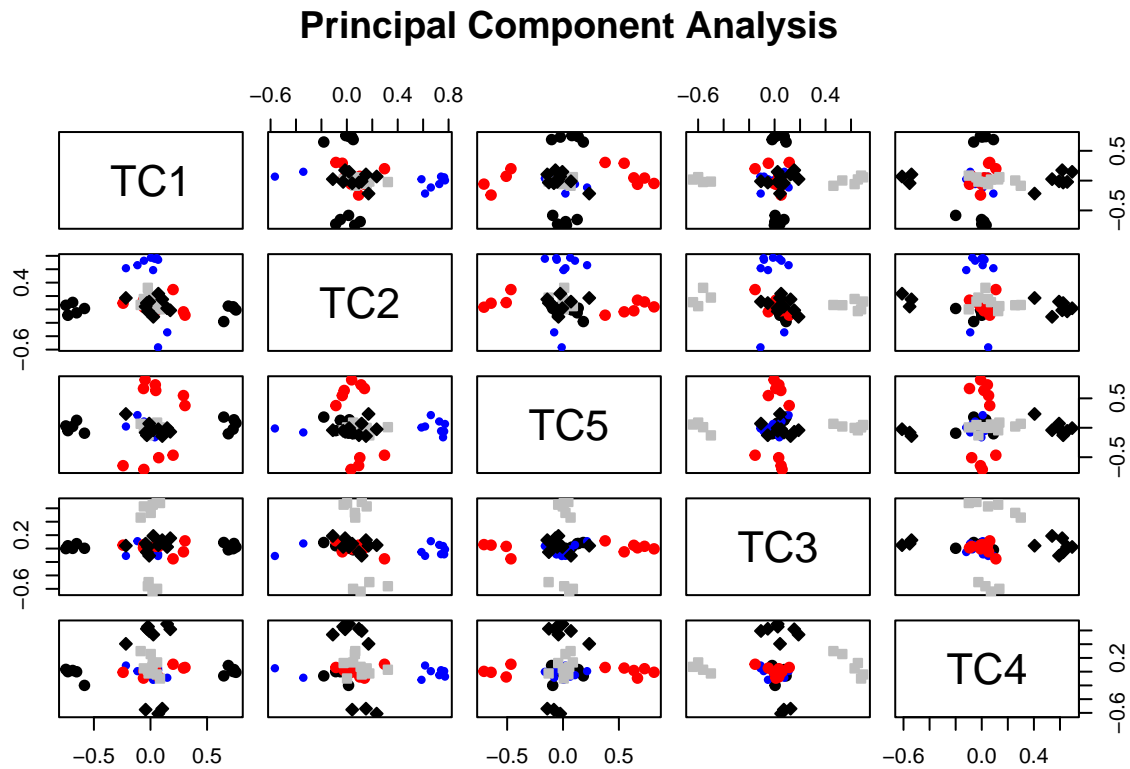 Principal Component Analysis
−0.6 0.0 0.4 0.8 −0.6 0.0 0.4
TC1 −0.5 0.5
−0.6 0.4 TC2
TC5 −0.5 0.5
−0.6 0.2 TC3
TC4 −0.6 0.2
−0.5 0.0 0.5 −0.5 0.0 0.5 −0.6 0.0 0.4